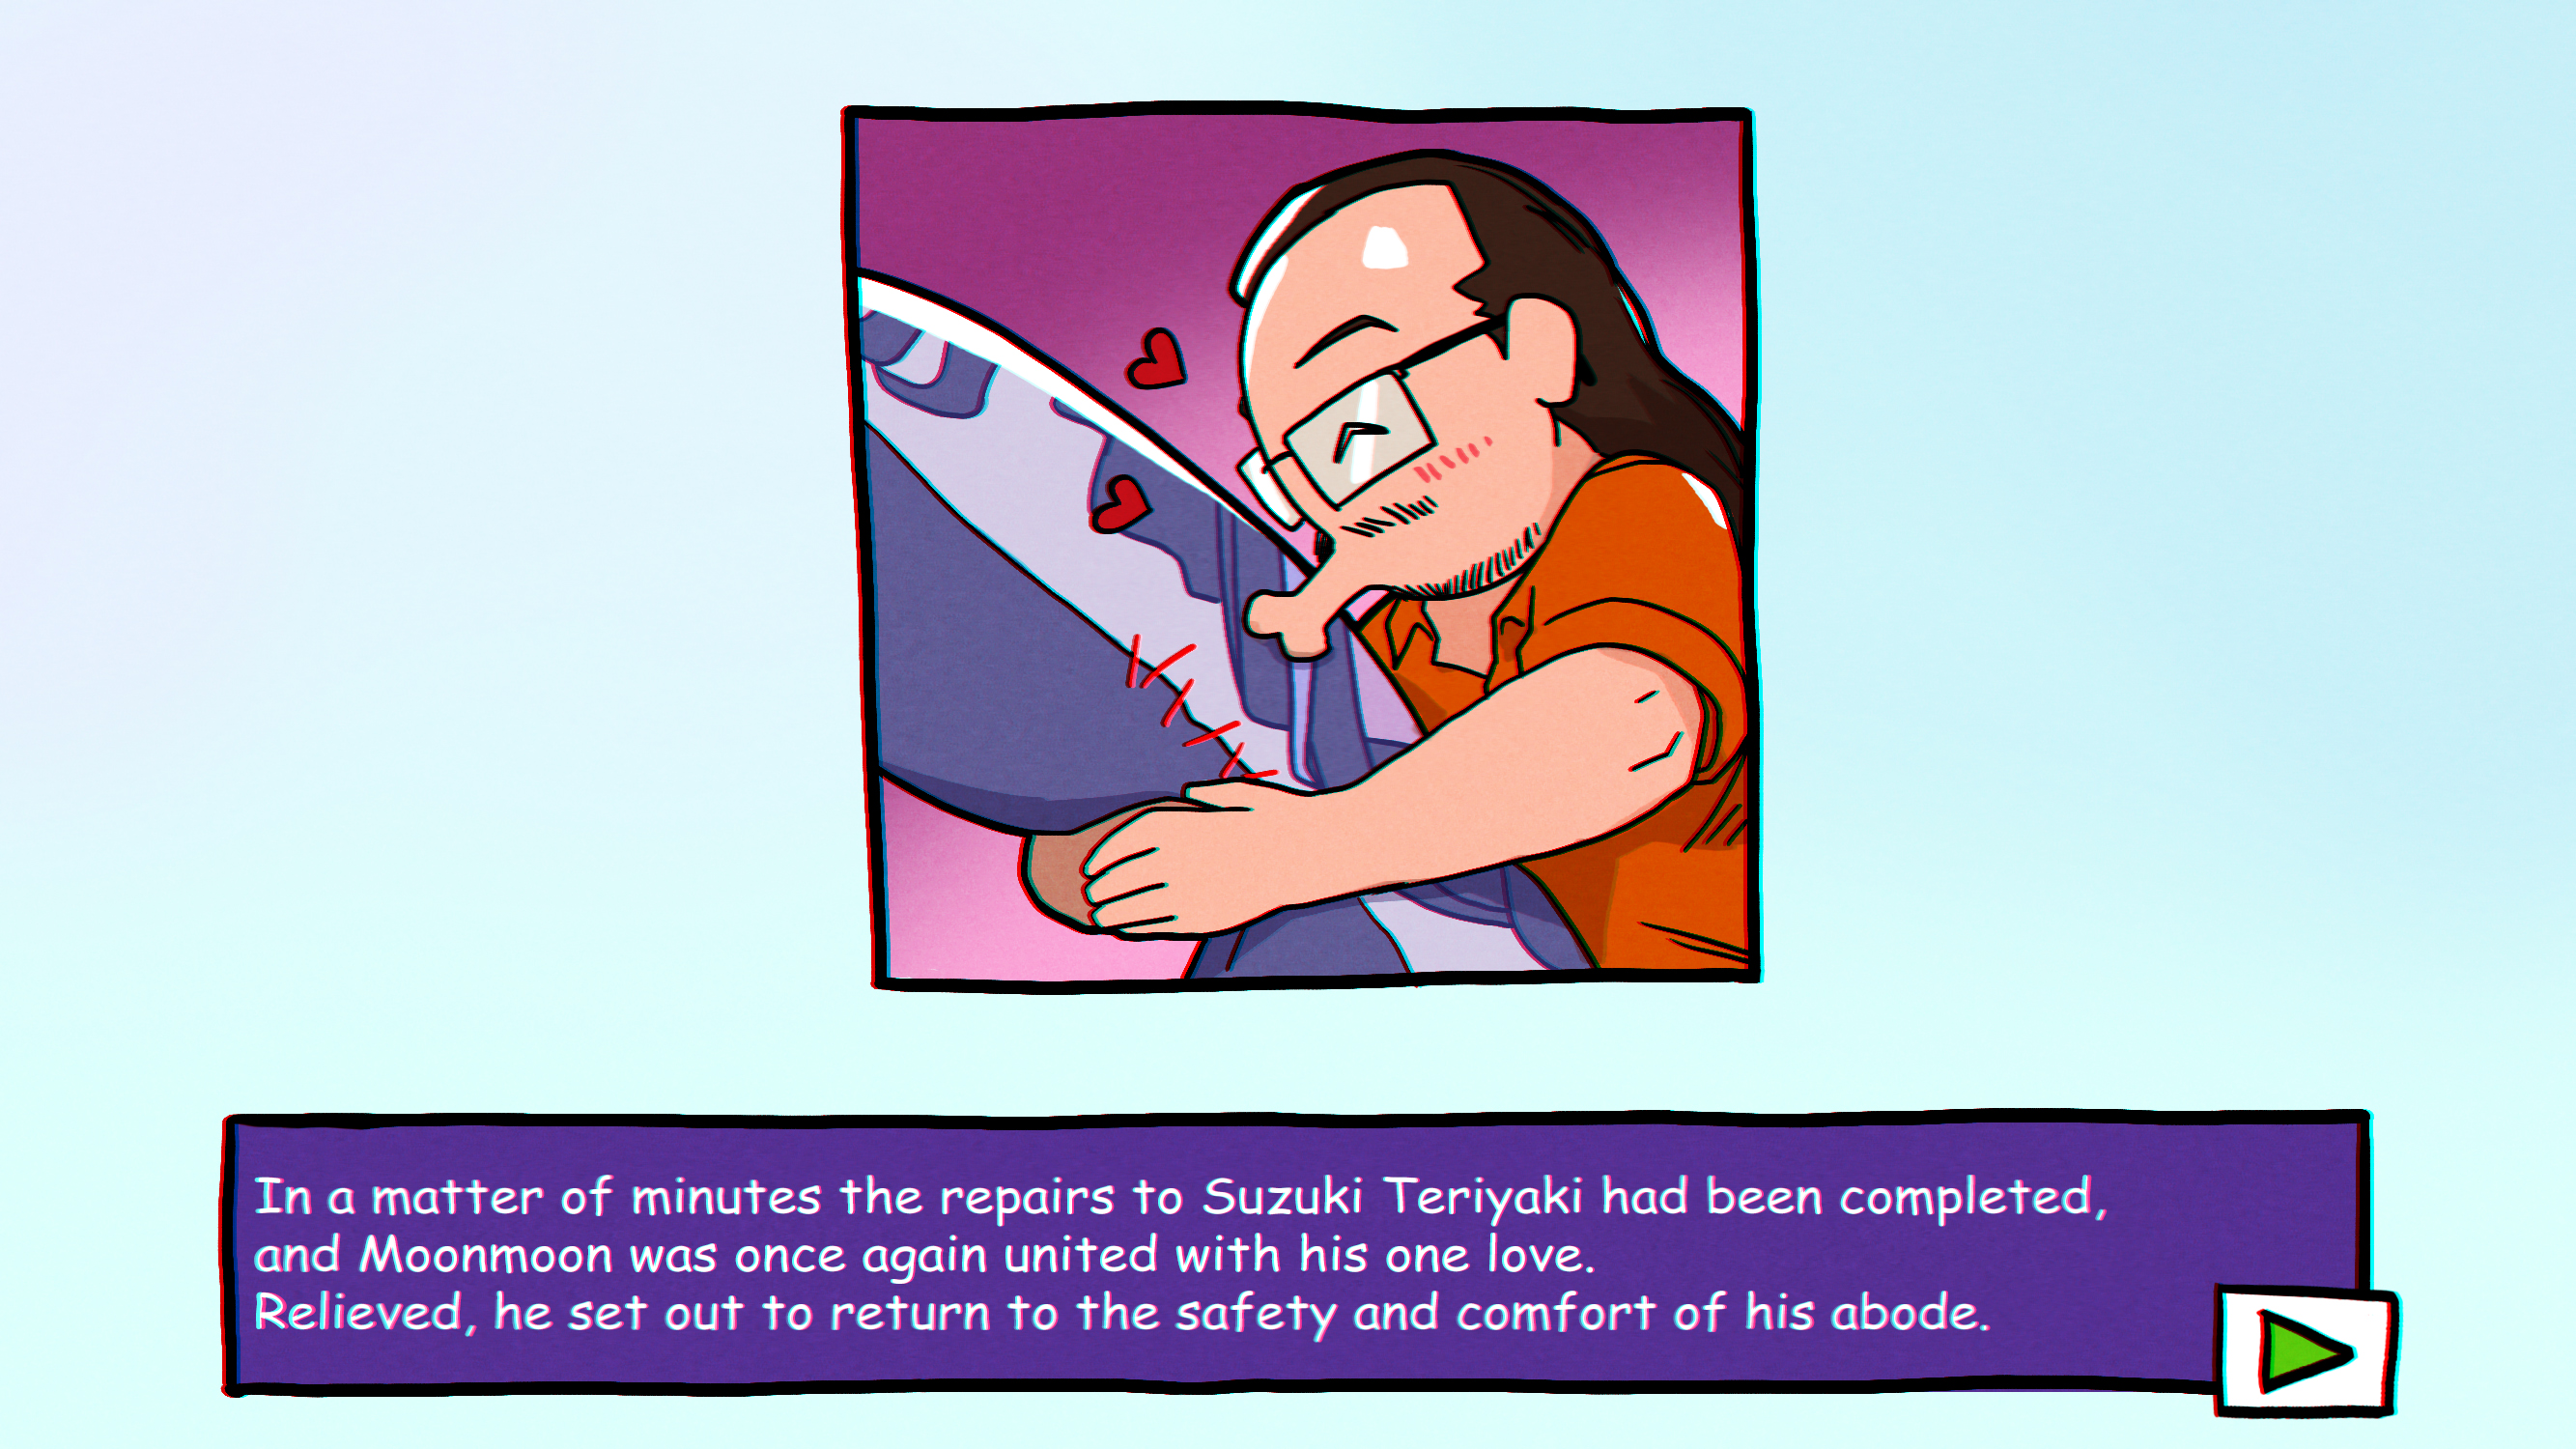 In a matter of minutes the repairs to Suzuki Teriyaki had been completed,
and Moonmoon was once again united with his one love.
Relieved, he set out to return to the safety and comfort of his abode.